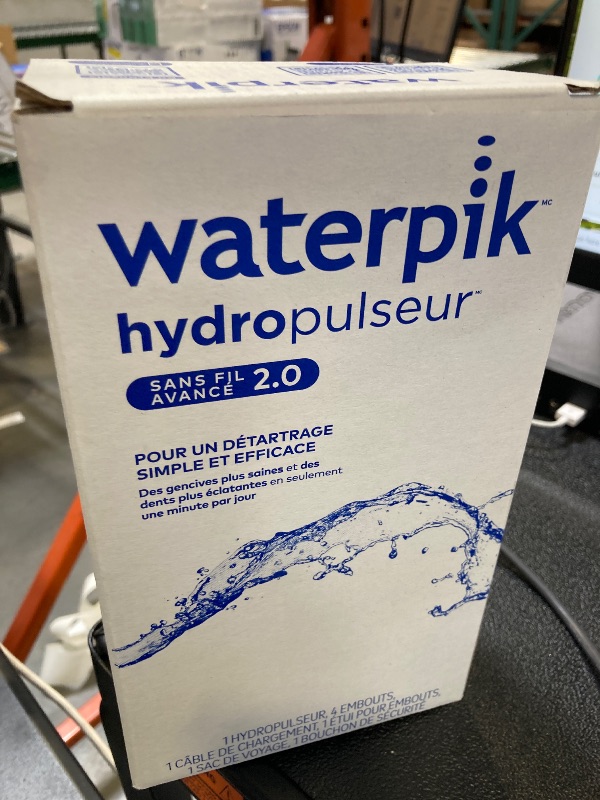 waterpik
waterpik MC
hydropulseur MC
SANS FIL
AVANCÉ 2.0
POUR UN DÉTARTRAGE
SIMPLE ET EFFICACE
Des gencives plus saines et des
dents plus éclatantes en seulement
une minute par jour
1 HYDROPULSEUR, 4 EMBOUTS,
1 CÂBLE DE CHARGEMENT, 1 ÉTUI POUR EMBOUTS,
1 SAC DE VOYAGE, 1 BOUCHON DE SÉCURITÉ